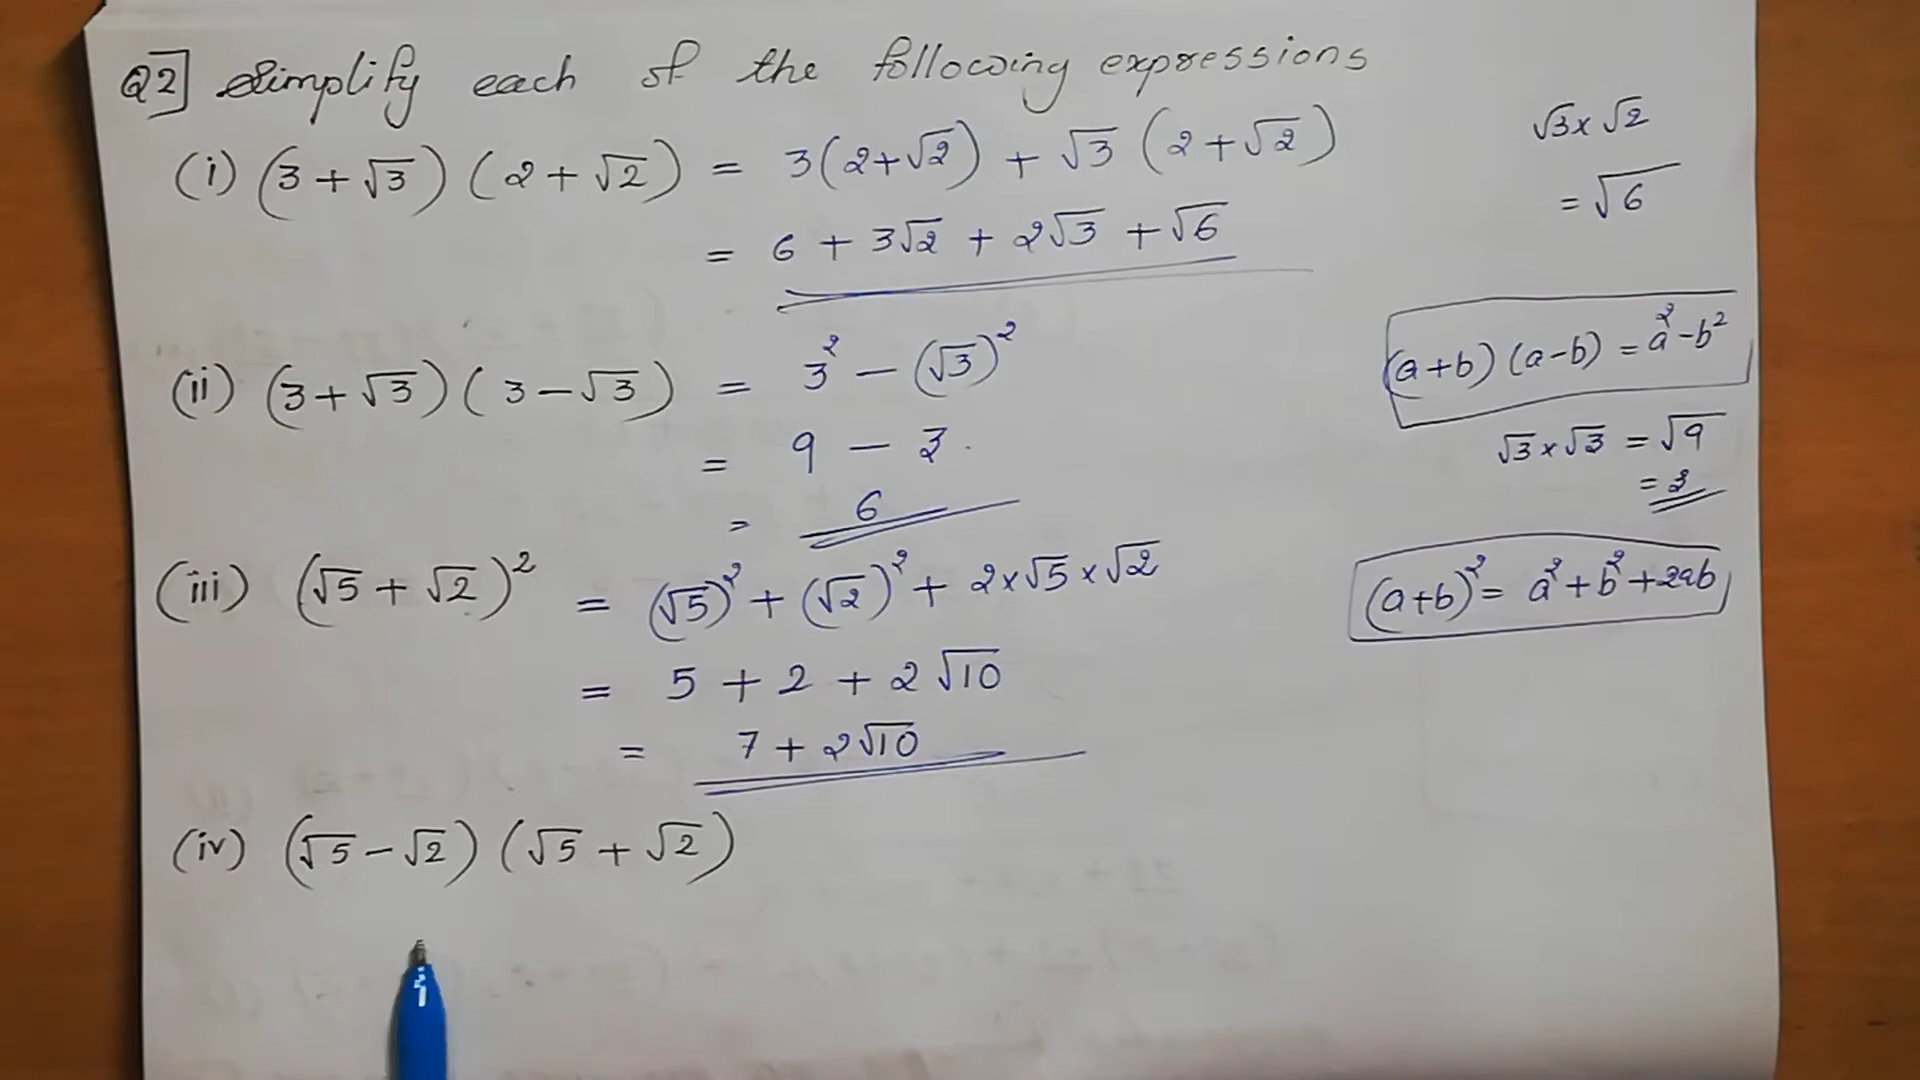 Q2] Simplify each of the following expressions
(i) (3 + √3) (2 + √2) = 3(2+√2) + √3 (2 + √2)
√3 × √2
= √6
= 6 + 3√2 + 2√3 + √6
(ii) (3 + √3) (3 − √3) = 3² − (√3)²
(a+b) (a−b) = a² − b²
= 9 − 3.
√3 × √3 = √9
= 3
= 6
(iii) (√5 + √2)² = (√5)² + (√2)² + 2×√5×√2
(a+b)² = a² + b² + 2ab
= 5 + 2 + 2√10
= 7 + 2√10
(iv) (√5 − √2) (√5 + √2)